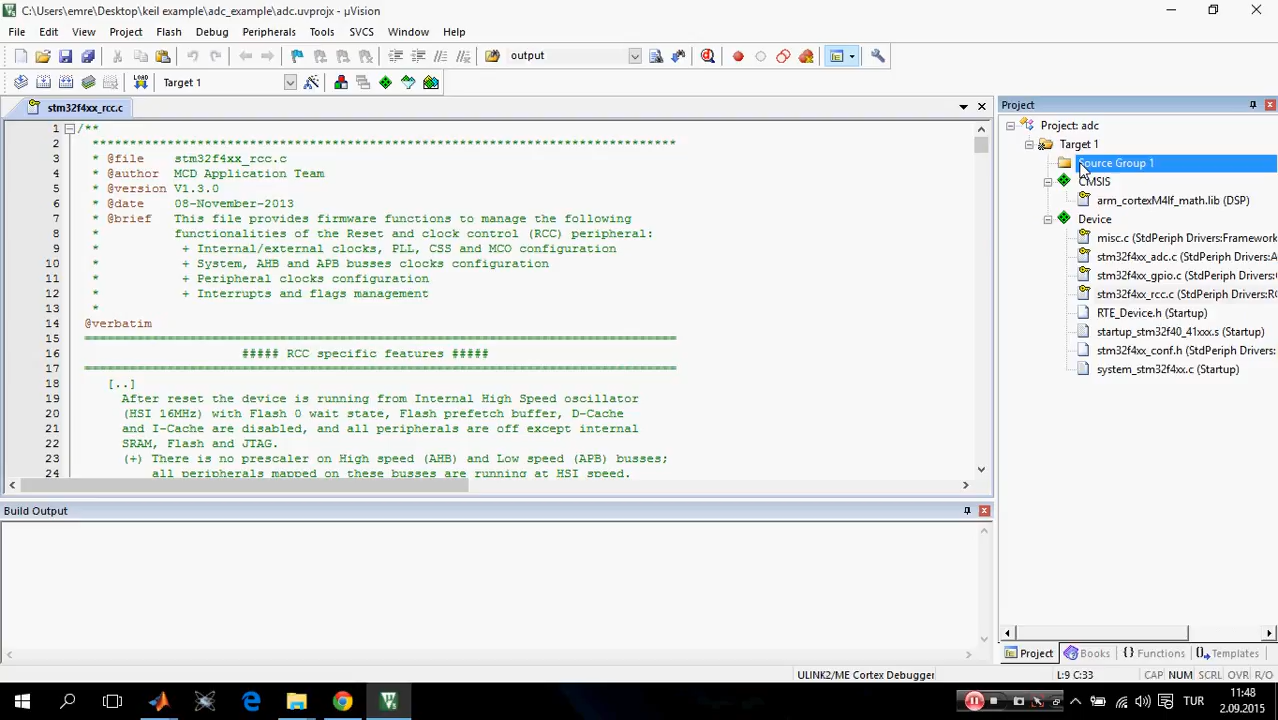 C:\Users\emre\Desktop\keil example\adc_example\adc.uvprojx - µVision
File Edit View Project Flash Debug Peripherals Tools SVCS Window Help
output
LOAD Target 1
stm32f4xx_rcc.c
1 /**
2 ******************************************************************************
3 * @file stm32f4xx_rcc.c
4 * @author MCD Application Team
5 * @version V1.3.0
6 * @date 08-November-2013
7 * @brief This file provides firmware functions to manage the following
8 * functionalities of the Reset and clock control (RCC) peripheral:
9 * + Internal/external clocks, PLL, CSS and MCO configuration
10 * + System, AHB and APB busses clocks configuration
11 * + Peripheral clocks configuration
12 * + Interrupts and flags management
13 *
14 @verbatim
15 ===============================================================================
16 ##### RCC specific features #####
17 ===============================================================================
18 [..]
19 After reset the device is running from Internal High Speed oscillator
20 (HSI 16MHz) with Flash 0 wait state, Flash prefetch buffer, D-Cache
21 and I-Cache are disabled, and all peripherals are off except internal
22 SRAM, Flash and JTAG.
23 (+) There is no prescaler on High speed (AHB) and Low speed (APB) busses;
24 all peripherals mapped on these busses are running at HSI speed.
Project
Project: adc
Target 1
Source Group 1
CMSIS
arm_cortexM4lf_math.lib (DSP)
Device
misc.c (StdPeriph Drivers:Framework
stm32f4xx_adc.c (StdPeriph Drivers:A
stm32f4xx_gpio.c (StdPeriph Drivers:
stm32f4xx_rcc.c (StdPeriph Drivers:R
RTE_Device.h (Startup)
startup_stm32f40_41xxx.s (Startup)
stm32f4xx_conf.h (StdPeriph Drivers:
system_stm32f4xx.c (Startup)
Project Books {} Functions Templates
Build Output
ULINK2/ME Cortex Debugger L:9 C:33 CAP NUM SCRL OVR R/O
TUR 11:48
2.09.2015